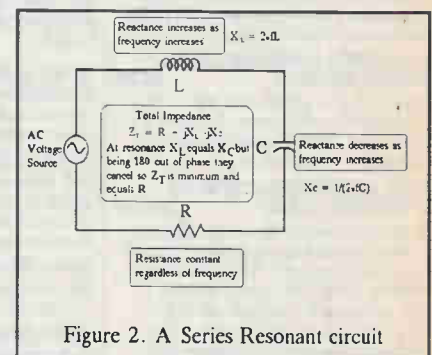 Reactance increases as
frequency increases
X_L = 2πfL
L
Total Impedance
Z_T = R - jX_L jX_C
At resonance X_L equals X_C but
being 180 out of phase they
cancel so Z_T is minimum and
equals R
AC
Voltage
Source
C
Reactance decreases as
frequency increases
Xc = 1/(2πfC)
R
Resistance constant
regardless of frequency
Figure 2. A Series Resonant circuit